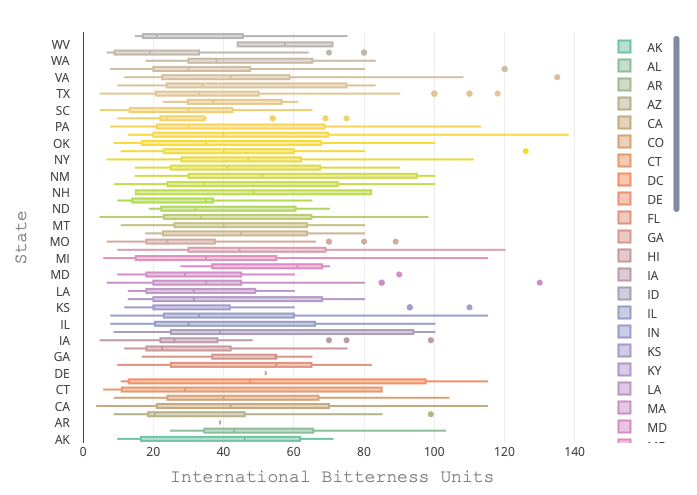 WV
WA
VA
TX
SC
PA
OK
NY
NM
NH
ND
MT
MO
MI
MD
LA
KS
IL
IA
GA
DE
CT
CA
AR
AK
State
0 20 40 60 80 100 120 140
International Bitterness Units
AK
AL
AR
AZ
CA
CO
CT
DC
DE
FL
GA
HI
IA
ID
IL
IN
KS
KY
LA
MA
MD